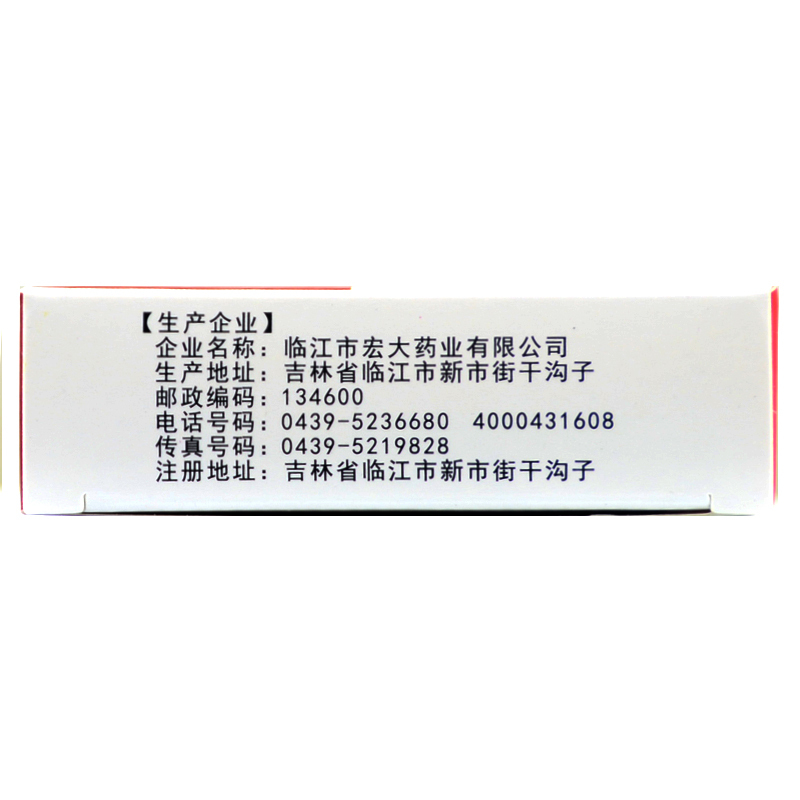 【生产企业】
企业名称：临江市宏大药业有限公司
生产地址：吉林省临江市新市街干沟子
邮政编码：134600
电话号码：0439-5236680 4000431608
传真号码：0439-5219828
注册地址：吉林省临江市新市街干沟子